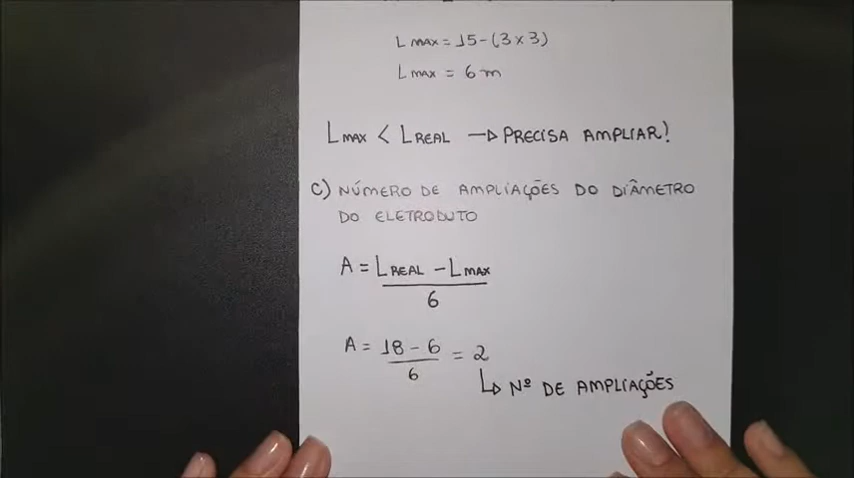 LMAX = 15 - (3 x 3)
LMAX = 6 m
LMAX < LREAL → PRECISA AMPLIAR!
C) NÚMERO DE AMPLIAÇÕES DO DIÂMETRO
DO ELETRODUTO
A = LREAL - LMAX
6
A = 18 - 6 = 2
6
↳ Nº DE AMPLIAÇÕES